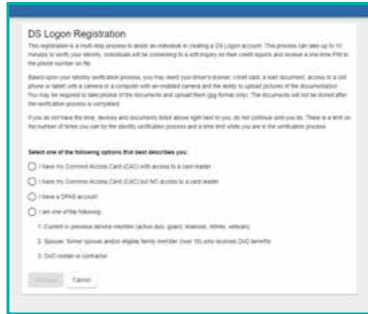 DS Logon Registration
This registration is a multi-step process to assist an individual in creating a DS Logon account. This process can take up to 10
minutes to verify your identity. Individuals will be consenting to a soft-inquiry on their credit reports and receive a one-time PIN to
the phone number on file.
Based upon your identity verification process, you may need your driver's license, credit card, a loan document, access to a cell
phone or tablet with a camera or a computer with an enabled camera and the ability to upload pictures of the documentation.
You may be required to take photos of the documents and upload them (jpg format only). The documents will not be stored after
the verification process is completed.
If you do not have the time, devices and documents listed above right next to you, do not continue until you do. There is a limit on
the number of times you can try the identity verification process and a time limit while you are in the verification process.
Select one of the following options that best describes you:
I have my Common Access Card (CAC) with access to a card reader
I have my Common Access Card (CAC) but NO access to a card reader
I have a DFAS account
I am one of the following:
1. Current or previous service member (active duty, guard, reservist, retiree, veteran)
2. Spouse, former spouse and/or eligible family member (over 18) who receives DoD benefits
3. DoD civilian or contractor
Cancel